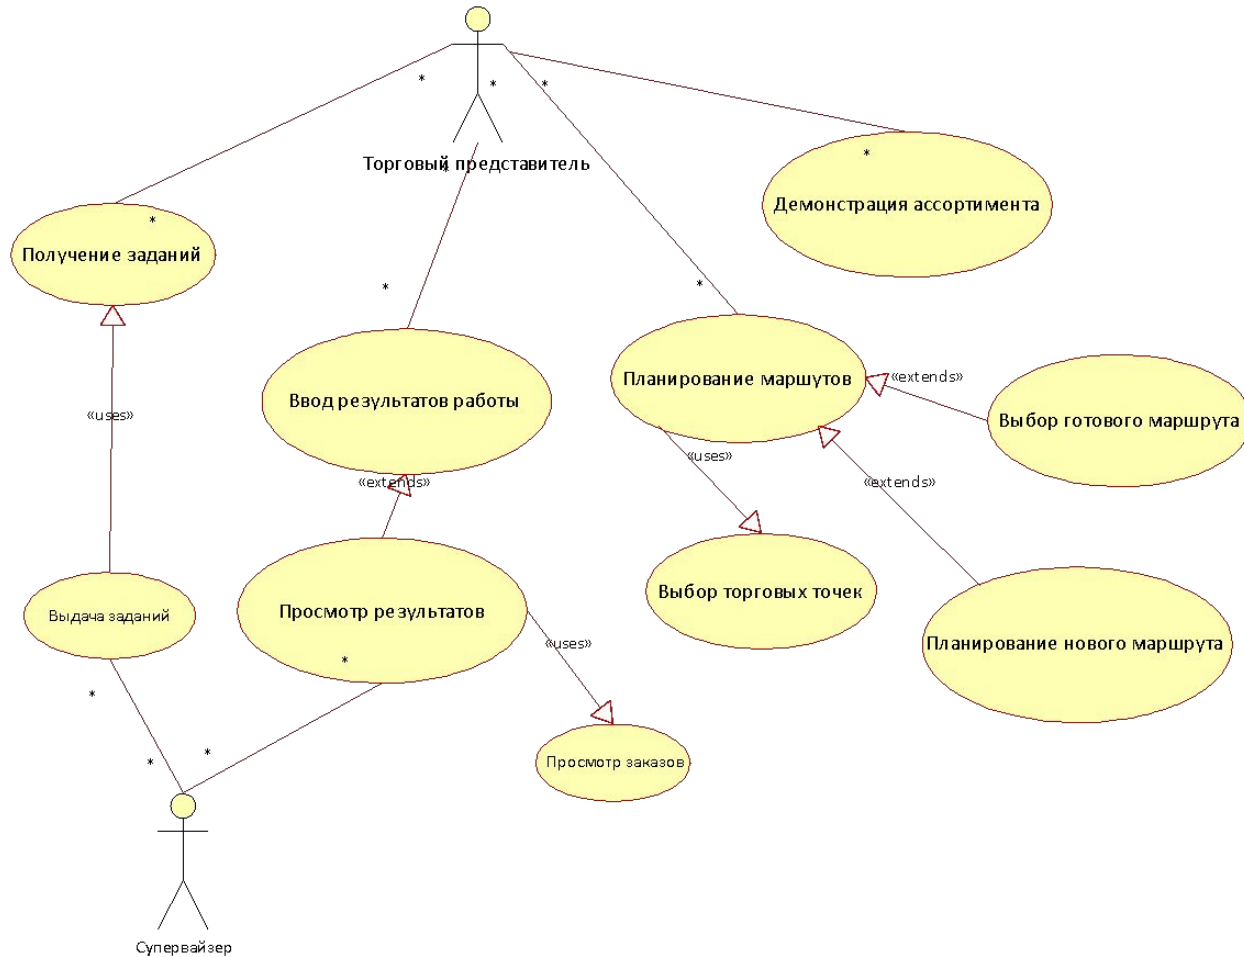 *
*
*
Торговый представитель
*
*
Демонстрация ассортимента
*
Получение заданий
*
*
Ввод результатов работы
Планирование маршутов
«extends»
Выбор готового маршрута
«uses»
«uses»
«extends»
«extends»
Выдача заданий
Просмотр результатов
Выбор торговых точек
Планирование нового маршрута
«uses»
*
*
*
*
Просмотр заказов
Супервайзер